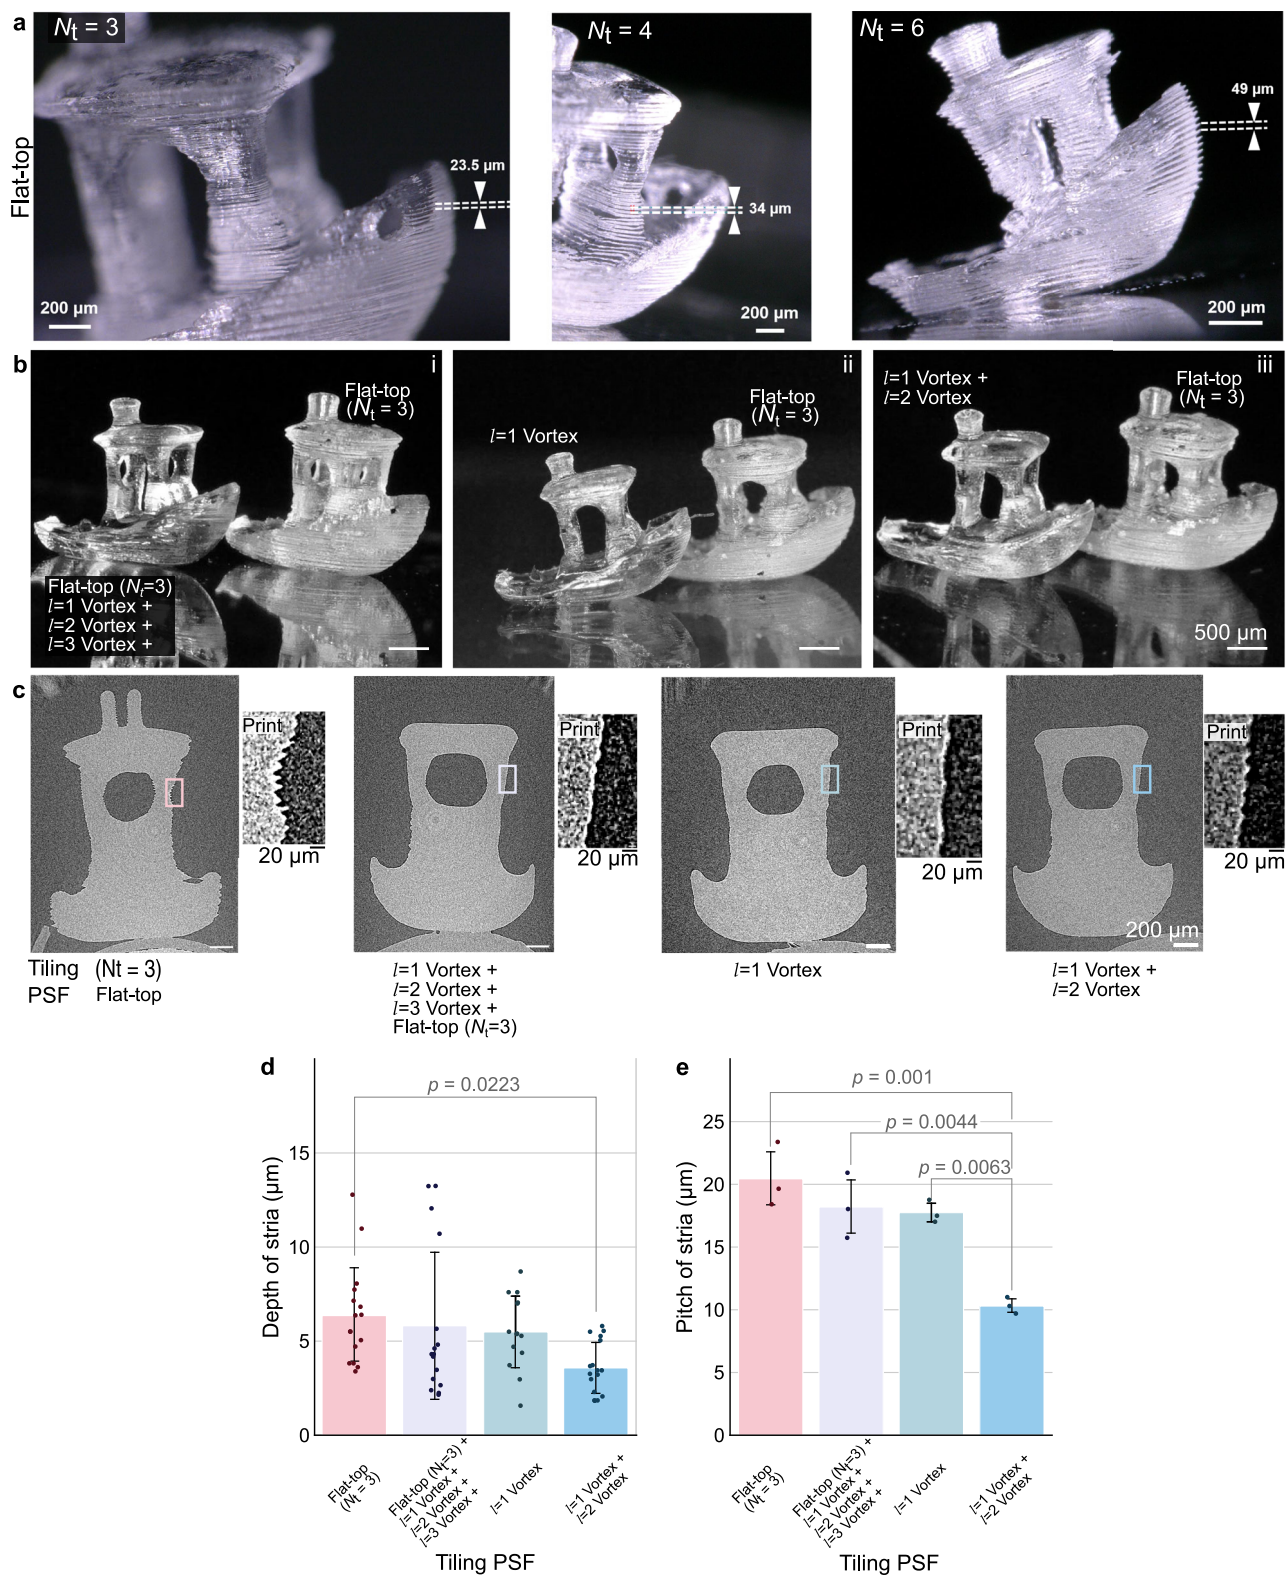 a
Nt = 3
Nt = 4
Nt = 6
Flat-top
23.5 µm
34 µm
49 µm
200 µm
200 µm
200 µm
b
i
Flat-top
(Nt = 3)
Flat-top (Nt=3)
l=1 Vortex +
l=2 Vortex +
l=3 Vortex +
ii
l=1 Vortex
Flat-top
(Nt = 3)
iii
l=1 Vortex +
l=2 Vortex
Flat-top
(Nt = 3)
500 µm
c
Print
20 µm
Print
20 µm
Print
20 µm
Print
20 µm
200 µm
Tiling (Nt = 3)
PSF Flat-top
l=1 Vortex +
l=2 Vortex +
l=3 Vortex +
Flat-top (Nt=3)
l=1 Vortex
l=1 Vortex +
l=2 Vortex
d
p = 0.0223
Depth of stria (µm)
15
10
5
0
Flat-top
(Nt = 3)
Flat-top (Nt=3) +
l=1 Vortex +
l=2 Vortex +
l=3 Vortex +
l=1 Vortex
l=1 Vortex +
l=2 Vortex
Tiling PSF
e
p = 0.001
p = 0.0044
p = 0.0063
Pitch of stria (µm)
25
20
15
10
5
0
Flat-top
(Nt = 3)
Flat-top (Nt=3) +
l=1 Vortex +
l=2 Vortex +
l=3 Vortex +
l=1 Vortex
l=1 Vortex +
l=2 Vortex
Tiling PSF